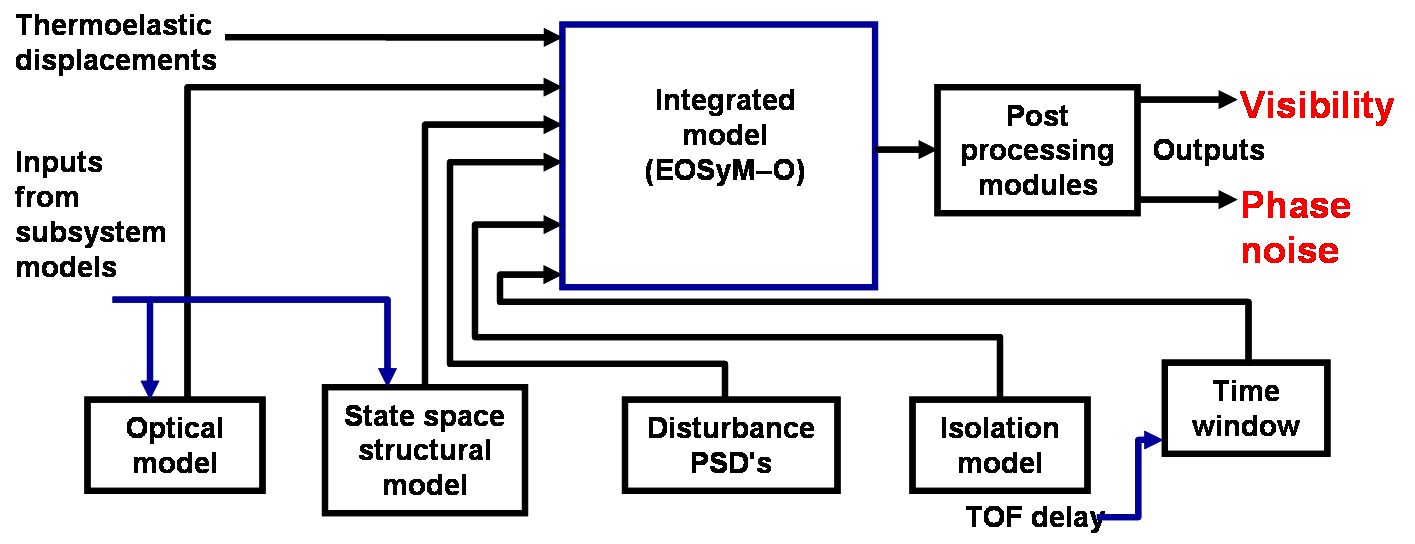 Thermoelastic
displacements
Integrated
model
(EOSyM–O)
Post
processing
modules
Visibility
Outputs
Phase
noise
Inputs
from
subsystem
models
Optical
model
State space
structural
model
Disturbance
PSD's
Isolation
model
Time
window
TOF delay